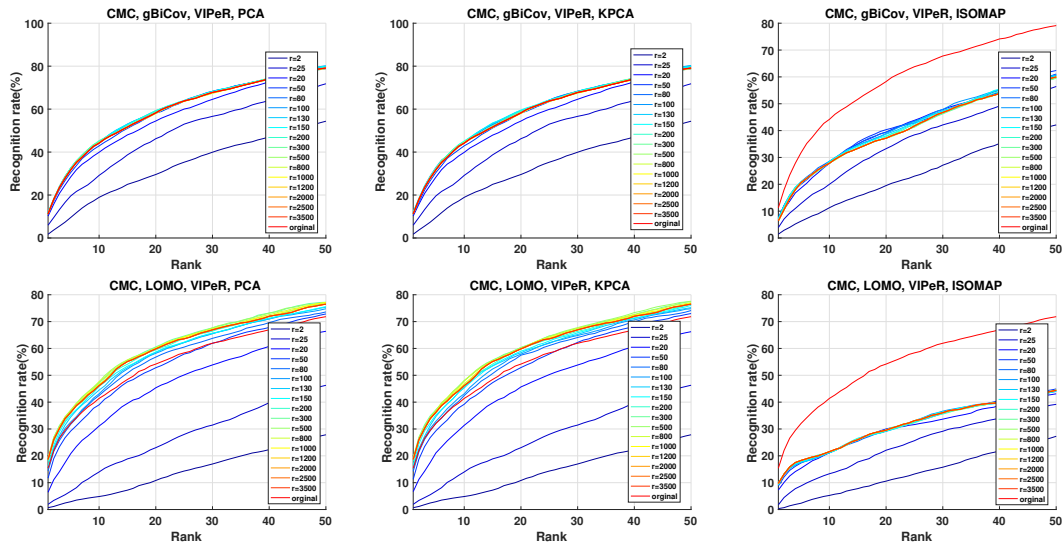 CMC, gBiCov, VIPeR, PCA
Recognition rate(%)
100
80
60
40
20
0
10
20
30
40
50
Rank
r=2
r=25
r=20
r=50
r=80
r=100
r=130
r=150
r=200
r=300
r=500
r=800
r=1000
r=1200
r=2000
r=2500
r=3500
orginal
CMC, gBiCov, VIPeR, KPCA
Recognition rate(%)
100
80
60
40
20
0
10
20
30
40
50
Rank
r=2
r=25
r=20
r=50
r=80
r=100
r=130
r=150
r=200
r=300
r=500
r=800
r=1000
r=1200
r=2000
r=2500
r=3500
orginal
CMC, gBiCov, VIPeR, ISOMAP
Recognition rate(%)
80
70
60
50
40
30
20
10
0
10
20
30
40
50
Rank
r=2
r=25
r=20
r=50
r=80
r=100
r=130
r=150
r=200
r=300
r=500
r=800
r=1000
r=1200
r=2000
r=2500
r=3500
orginal
CMC, LOMO, VIPeR, PCA
Recognition rate(%)
80
70
60
50
40
30
20
10
0
10
20
30
40
50
Rank
r=2
r=25
r=20
r=50
r=80
r=100
r=130
r=150
r=200
r=300
r=500
r=800
r=1000
r=1200
r=2000
r=2500
r=3500
orginal
CMC, LOMO, VIPeR, KPCA
Recognition rate(%)
80
70
60
50
40
30
20
10
0
10
20
30
40
50
Rank
r=2
r=25
r=20
r=50
r=80
r=100
r=130
r=150
r=200
r=300
r=500
r=800
r=1000
r=1200
r=2000
r=2500
r=3500
orginal
CMC, LOMO, VIPeR, ISOMAP
Recognition rate(%)
80
70
60
50
40
30
20
10
0
10
20
30
40
50
Rank
r=2
r=25
r=20
r=50
r=80
r=100
r=130
r=150
r=200
r=300
r=500
r=800
r=1000
r=1200
r=2000
r=2500
r=3500
orginal